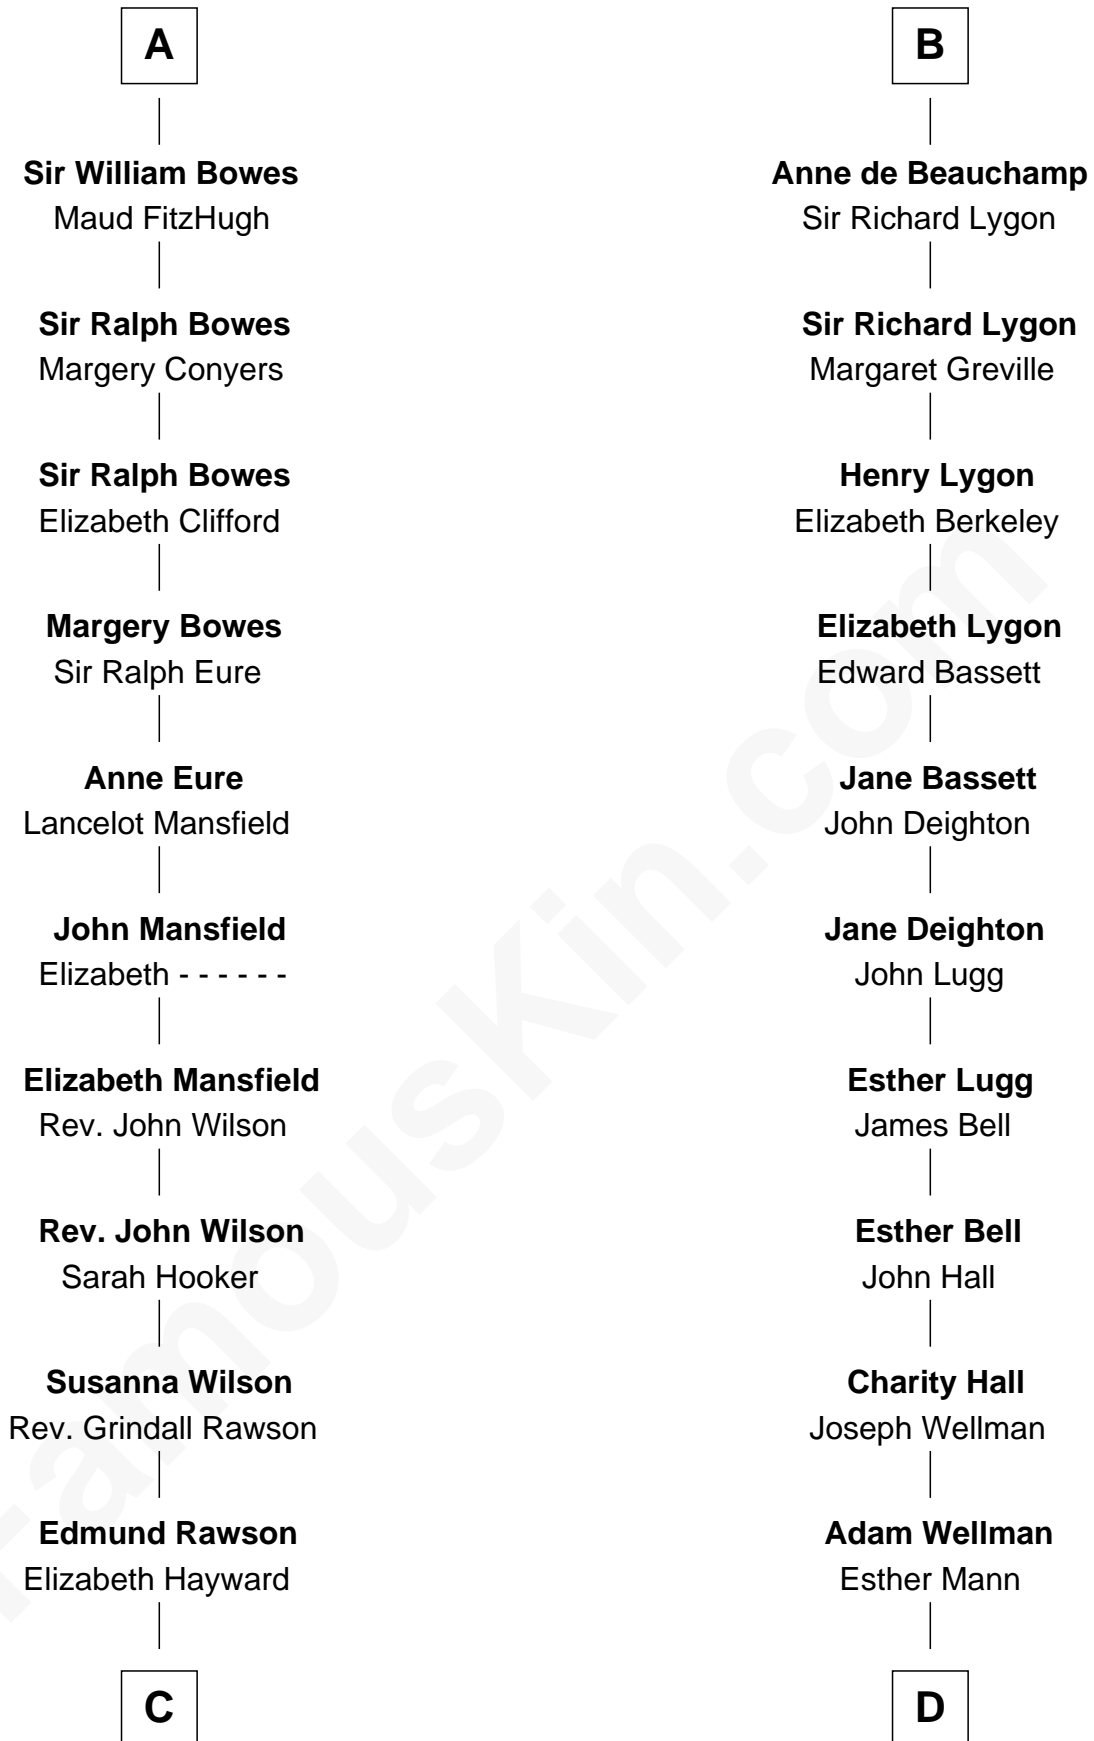 A
Sir William Bowes
Maud FitzHugh
Sir Ralph Bowes
Margery Conyers
Sir Ralph Bowes
Elizabeth Clifford
Margery Bowes
Sir Ralph Eure
Anne Eure
Lancelot Mansfield
John Mansfield
Elizabeth - - - - - -
Elizabeth Mansfield
Rev. John Wilson
Rev. John Wilson
Sarah Hooker
Susanna Wilson
Rev. Grindall Rawson
Edmund Rawson
Elizabeth Hayward
C
B
Anne de Beauchamp
Sir Richard Lygon
Sir Richard Lygon
Margaret Greville
Henry Lygon
Elizabeth Berkeley
Elizabeth Lygon
Edward Bassett
Jane Bassett
John Deighton
Jane Deighton
John Lugg
Esther Lugg
James Bell
Esther Bell
John Hall
Charity Hall
Joseph Wellman
Adam Wellman
Esther Mann
D
FamousKin.com